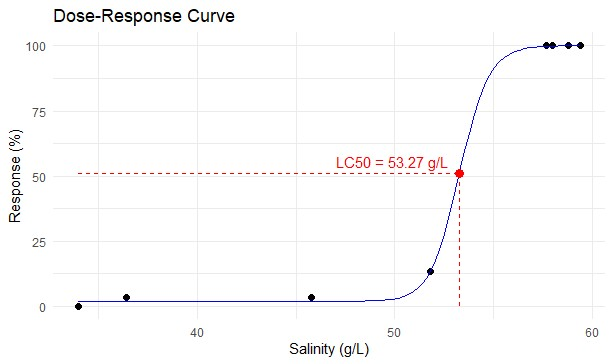 Dose-Response Curve
100
75
50
25
0
Response (%)
LC50 = 53.27 g/L
40
50
60
Salinity (g/L)